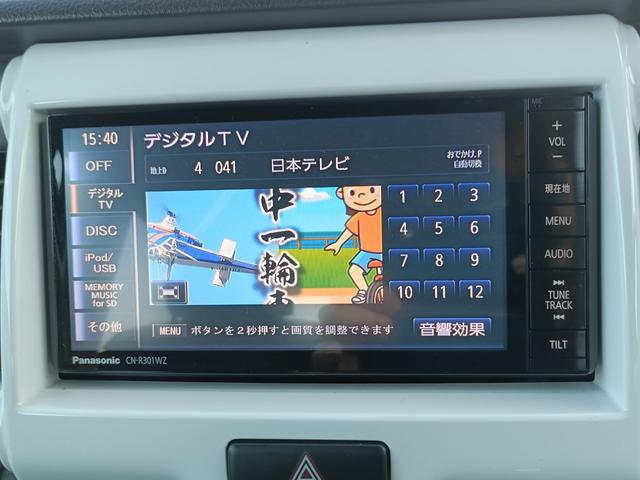 15:40
デジタルTV
OFF
地上D 4 041 日本テレビ
おでかけ.P
自動切換
デジタル
TV
DISC
iPod/
USB
MEMORY
MUSIC
for SD
その他
中一輪
1 2 3
4 5 6
7 8 9
10 11 12
MENU ボタンを2秒押すと画質を調整できます
音響効果
Panasonic CN-R301WZ
MIC
+
VOL
−
現在地
MENU
AUDIO
TUNE
TRACK
TILT